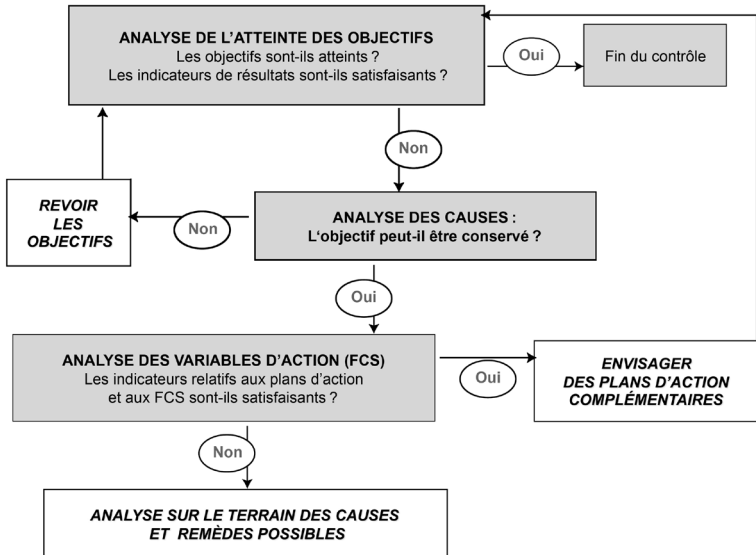 ANALYSE DE L’ATTEINTE DES OBJECTIFS
Les objectifs sont-ils atteints ?
Les indicateurs de résultats sont-ils satisfaisants ?
Oui
Fin du contrôle
Non
ANALYSE DES CAUSES :
L‘objectif peut-il être conservé ?
Non
REVOIR
LES
OBJECTIFS
Oui
ANALYSE DES VARIABLES D’ACTION (FCS)
Les indicateurs relatifs aux plans d’action
et aux FCS sont-ils satisfaisants ?
Oui
ENVISAGER
DES PLANS D’ACTION
COMPLÉMENTAIRES
Non
ANALYSE SUR LE TERRAIN DES CAUSES
ET REMÈDES POSSIBLES